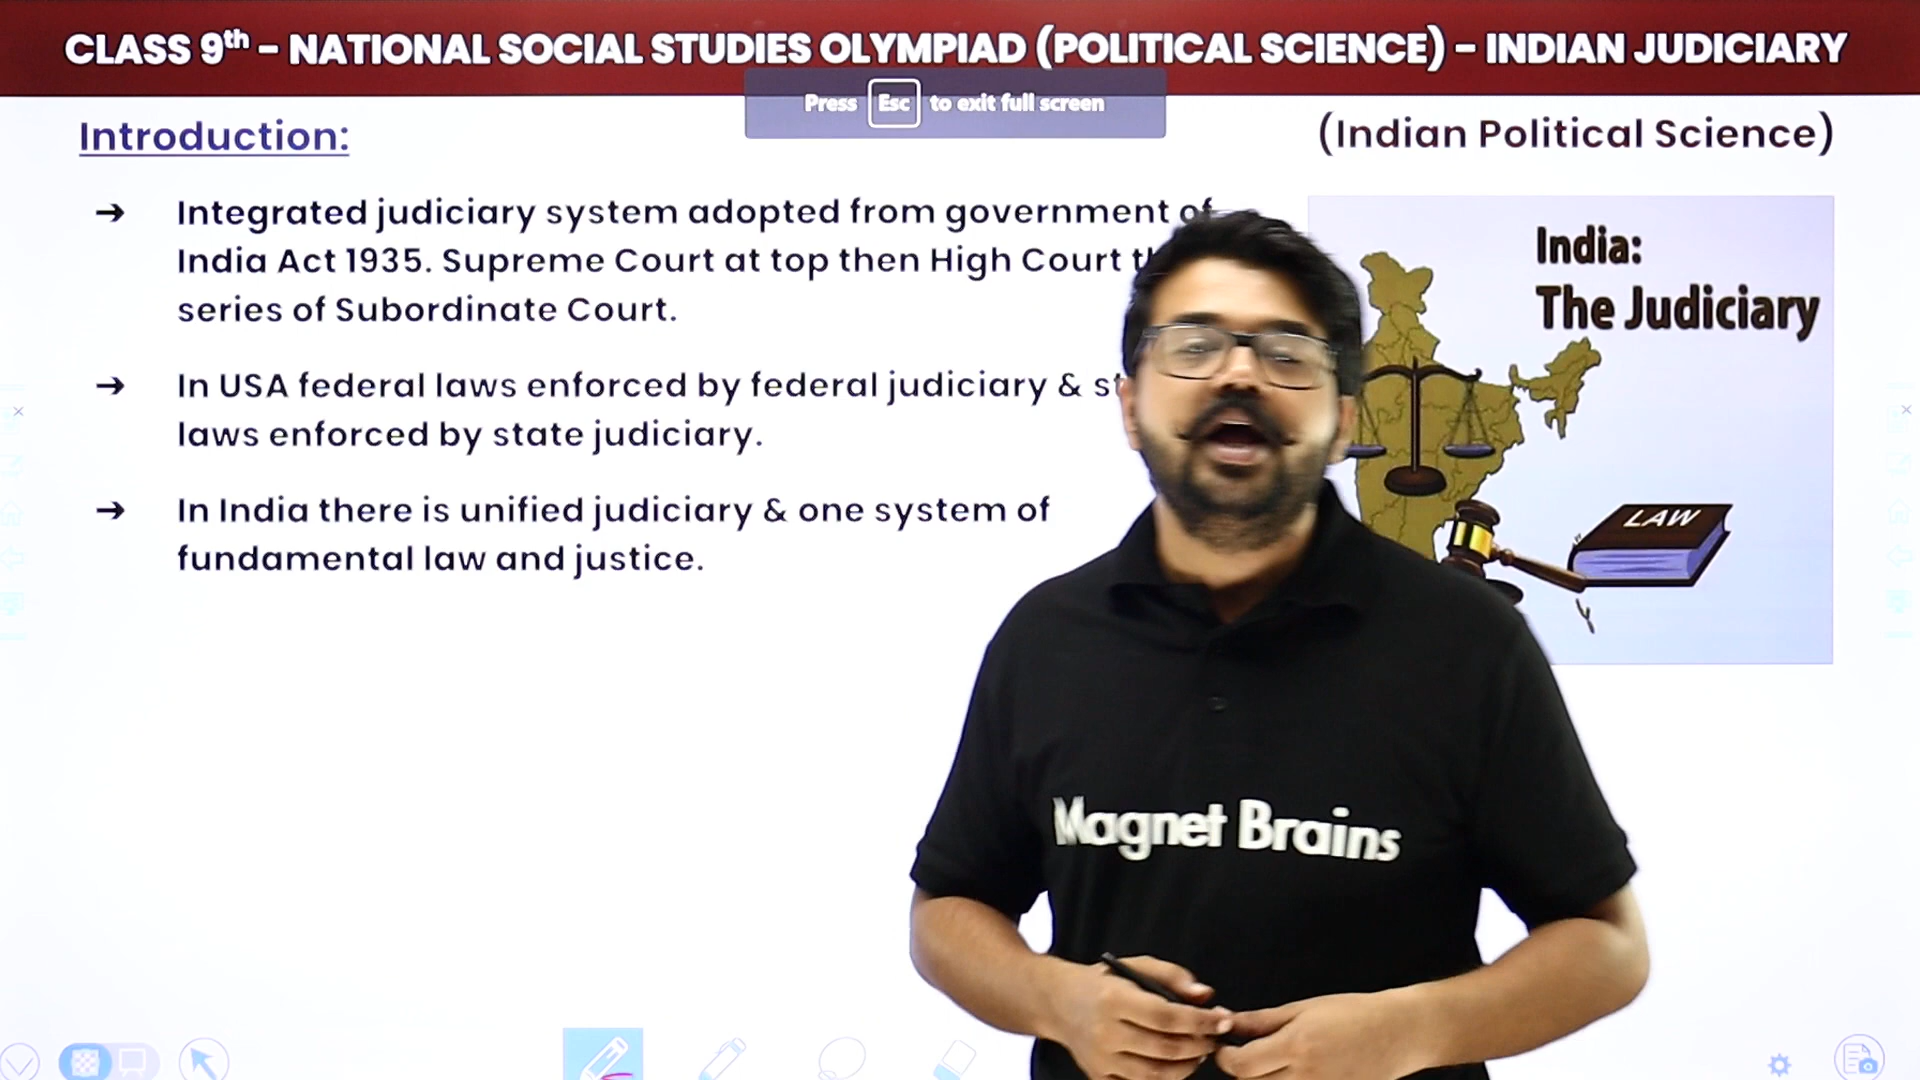 CLASS 9th – NATIONAL SOCIAL STUDIES OLYMPIAD (POLITICAL SCIENCE) – INDIAN JUDICIARY
Press Esc to exit full screen
Introduction:
(Indian Political Science)
➔ Integrated judiciary system adopted from government of
India Act 1935. Supreme Court at top then High Court
series of Subordinate Court.
➔ In USA federal laws enforced by federal judiciary &
laws enforced by state judiciary.
➔ In India there is unified judiciary & one system of
fundamental law and justice.
India:
The Judiciary
LAW
Magnet Brains